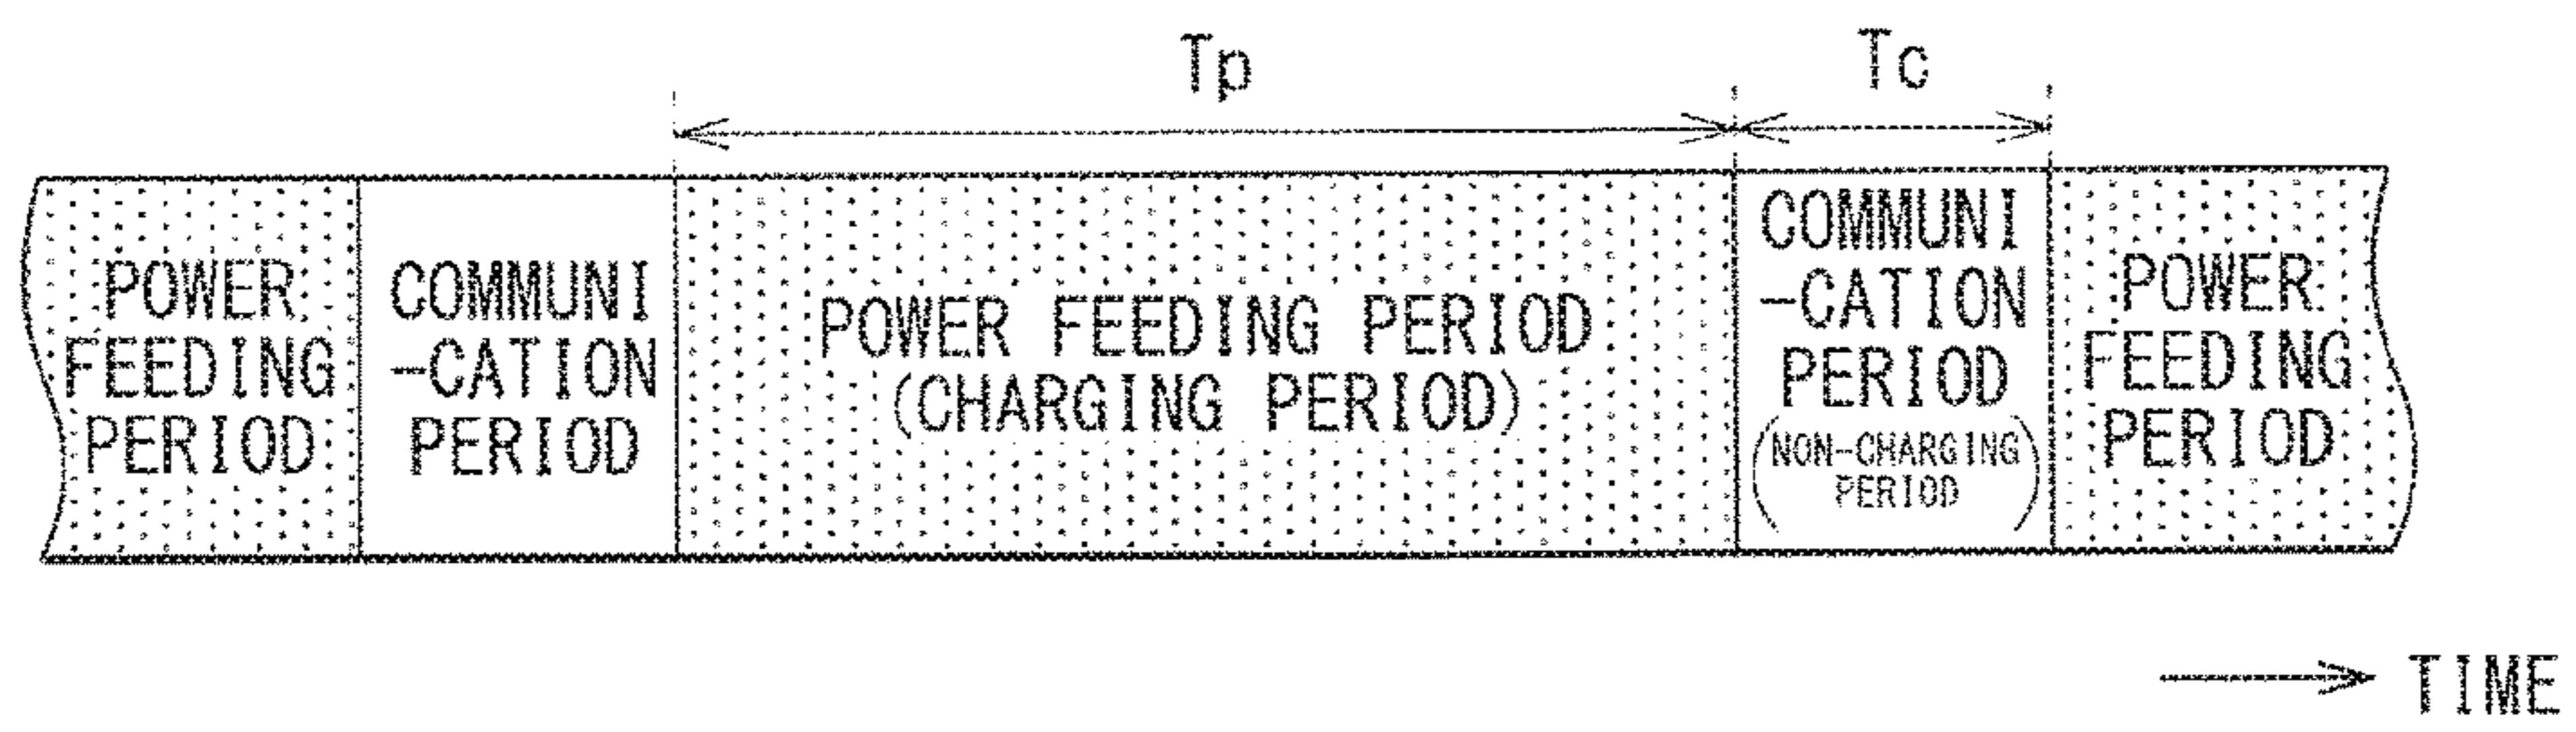 Tp
Tc
POWER
FEEDING
PERIOD
COMMUNI
-CATION
PERIOD
POWER FEEDING PERIOD
(CHARGING PERIOD)
COMMUNI
-CATION
PERIOD
(NON-CHARGING
PERIOD)
POWER
FEEDING
PERIOD
TIME